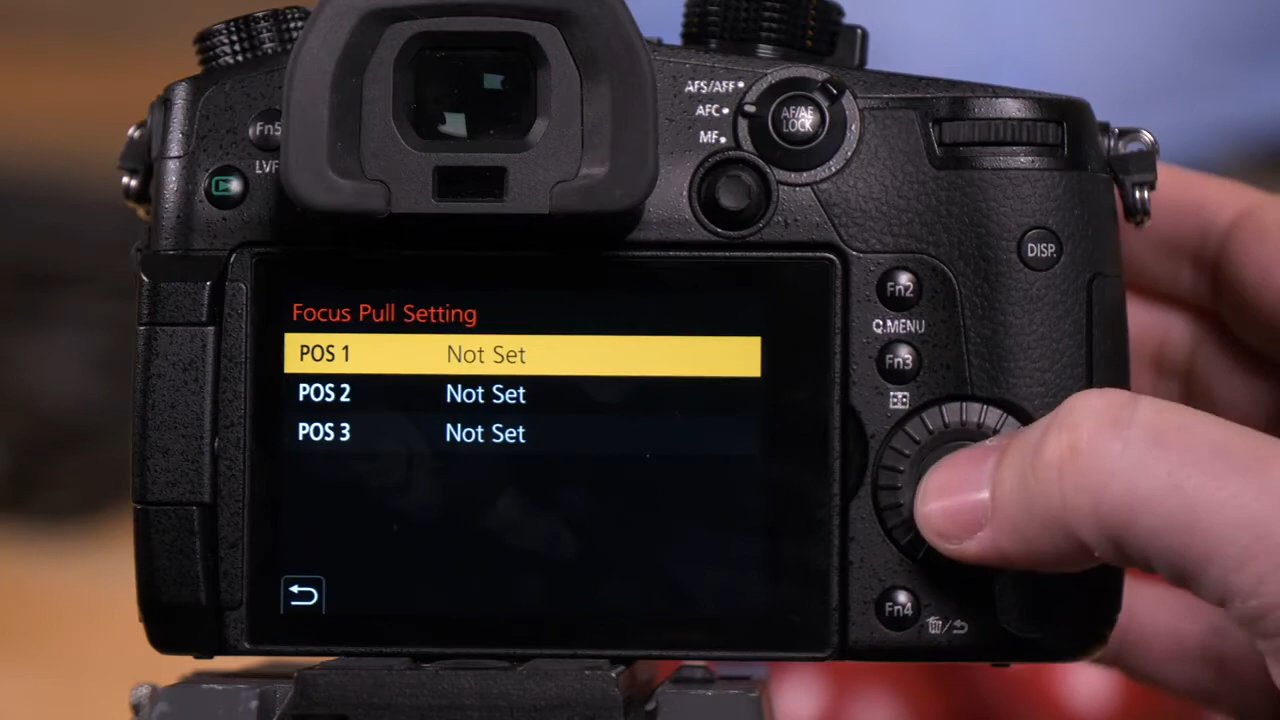 AFS/AFF
AFC
MF
AF/AE
LOCK
Fn5
LVF
DISP.
Fn2
Q.MENU
Fn3
Focus Pull Setting
POS 1 Not Set
POS 2 Not Set
POS 3 Not Set
Fn4